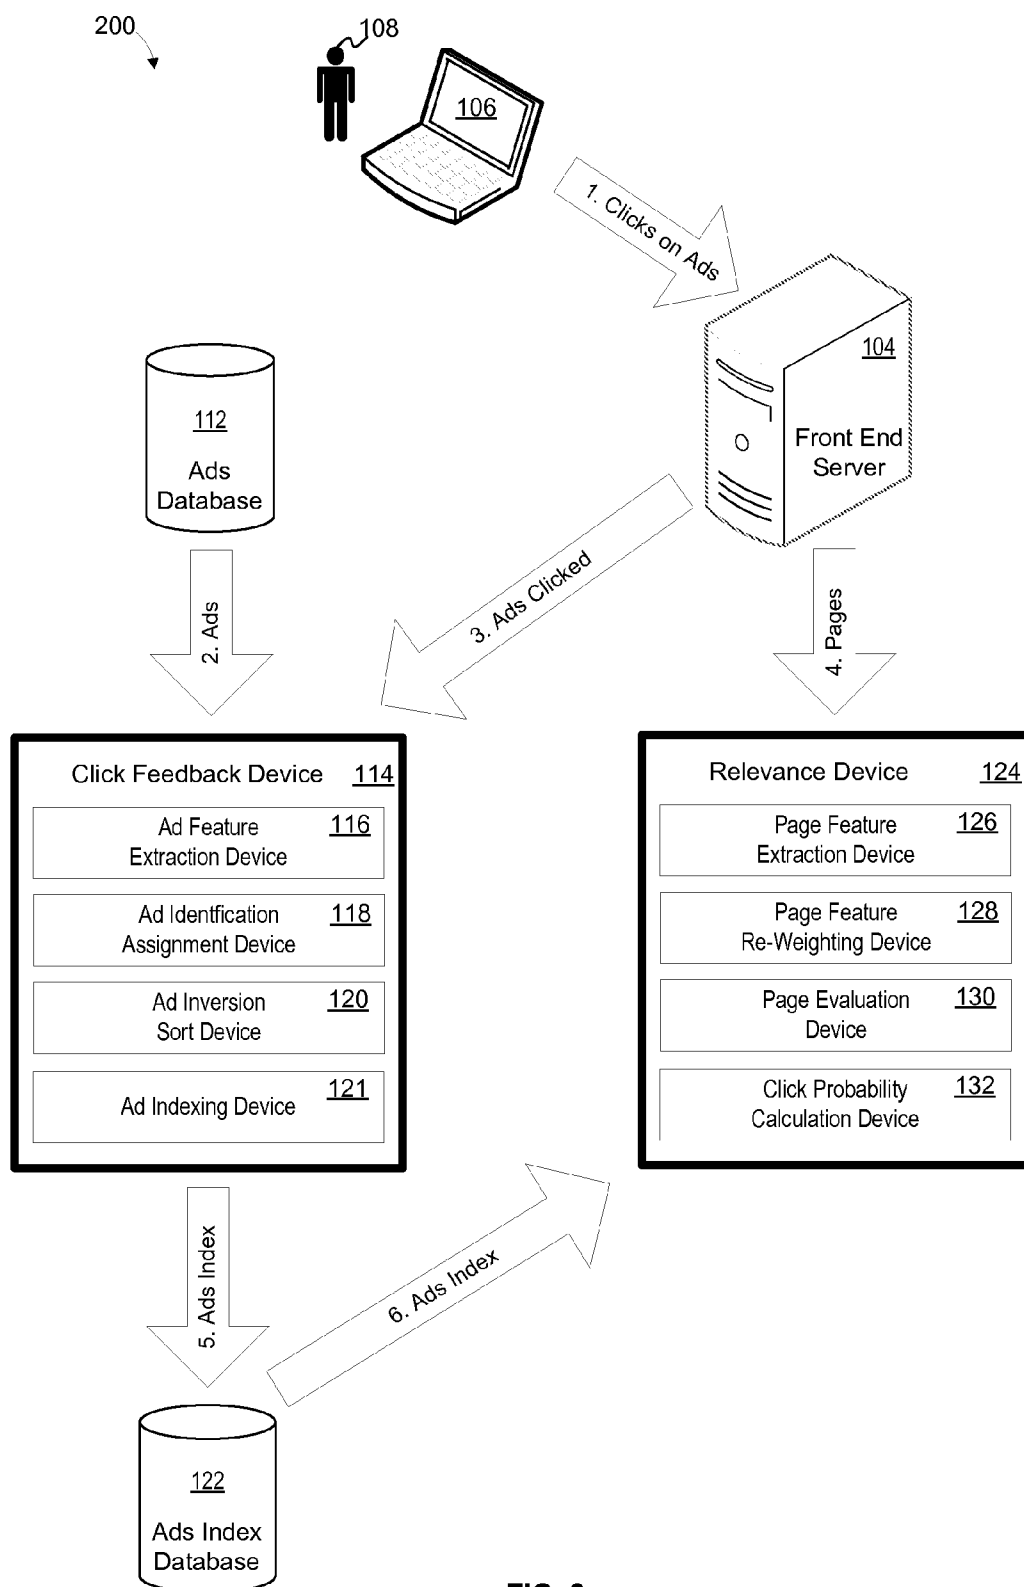 200
108
106
1. Clicks on Ads
104
Front End
Server
112
Ads
Database
2. Ads
3. Ads Clicked
4. Pages
Click Feedback Device 114
Ad Feature 116
Extraction Device
Ad Identfication 118
Assignment Device
Ad Inversion 120
Sort Device
Ad Indexing Device 121
Relevance Device 124
Page Feature 126
Extraction Device
Page Feature 128
Re-Weighting Device
Page Evaluation 130
Device
Click Probability 132
Calculation Device
5. Ads Index
6. Ads Index
122
Ads Index
Database